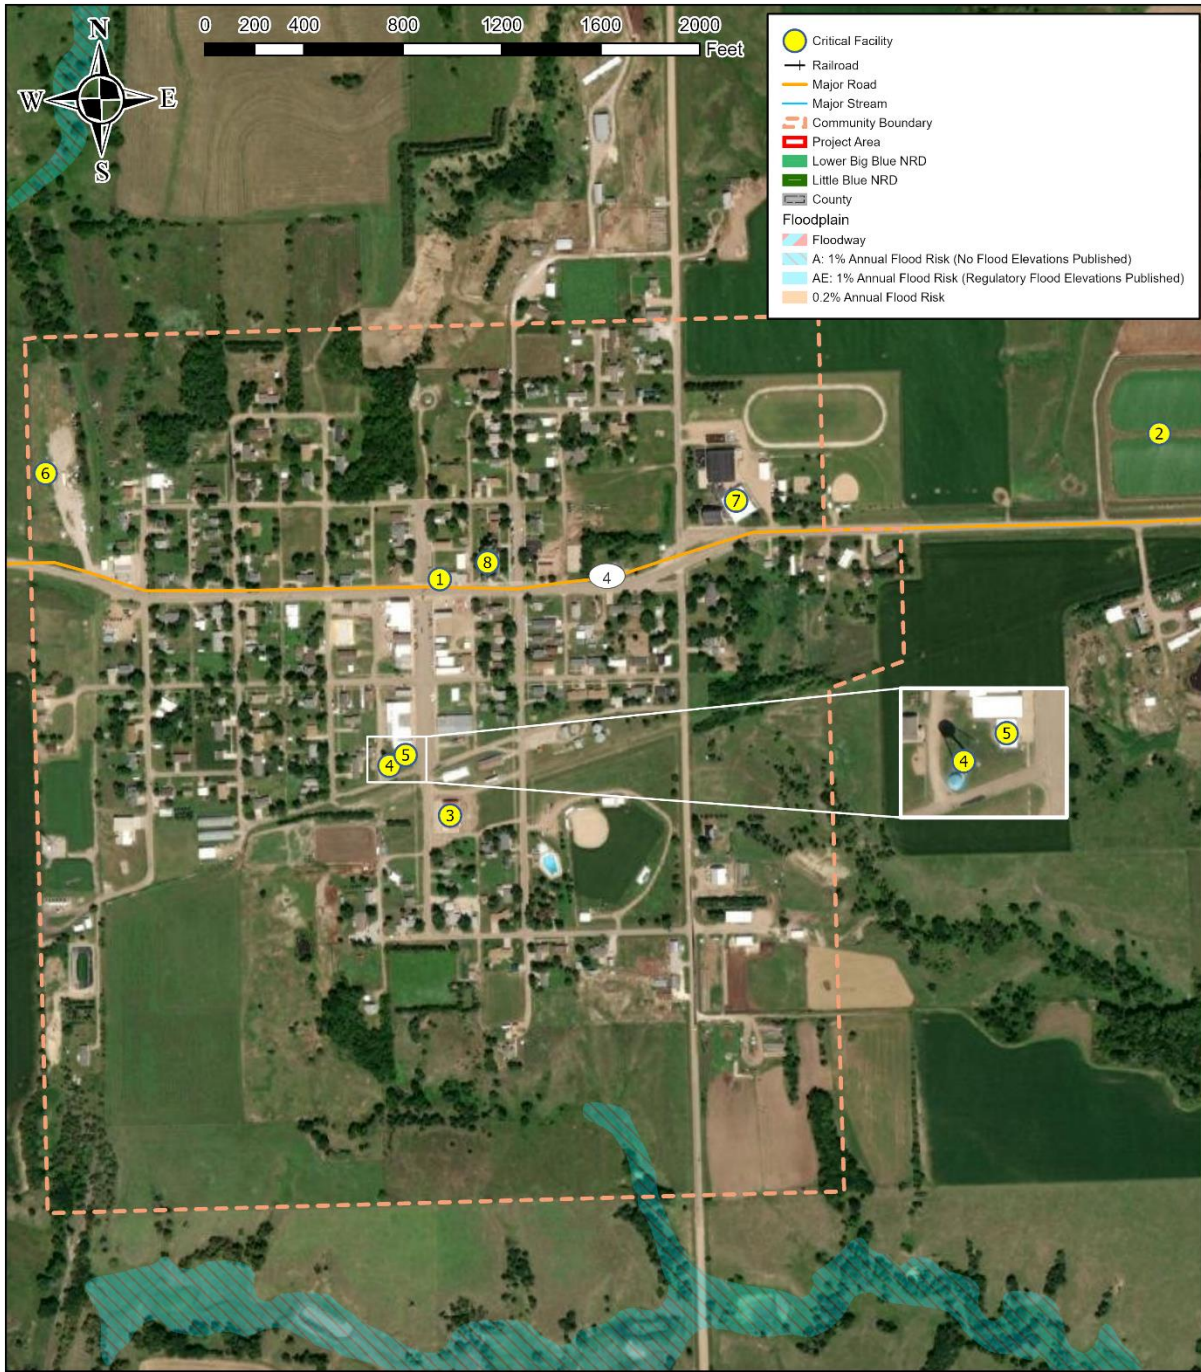 N
W E
S
0 200 400 800 1200 1600 2000
Feet
Critical Facility
Railroad
Major Road
Major Stream
Community Boundary
Project Area
Lower Big Blue NRD
Little Blue NRD
County
Floodplain
Floodway
A: 1% Annual Flood Risk (No Flood Elevations Published)
AE: 1% Annual Flood Risk (Regulatory Flood Elevations Published)
0.2% Annual Flood Risk
2
6
7
8
1
4
5
4
5
4
3